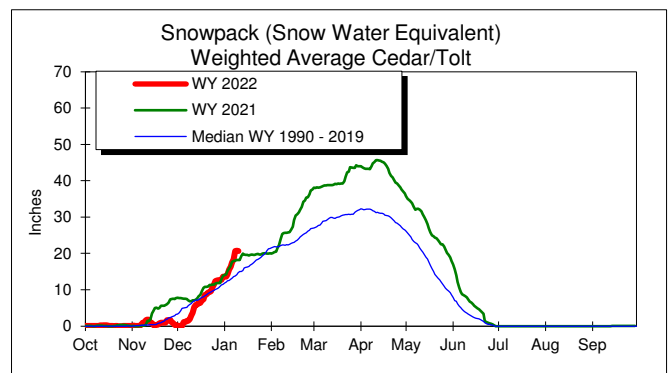 Snowpack (Snow Water Equivalent)
Weighted Average Cedar/Tolt
70
60
50
40
30
20
10
0
Inches
WY 2022
WY 2021
Median WY 1990 - 2019
Oct Nov Dec Jan Feb Mar Apr May Jun Jul Aug Sep